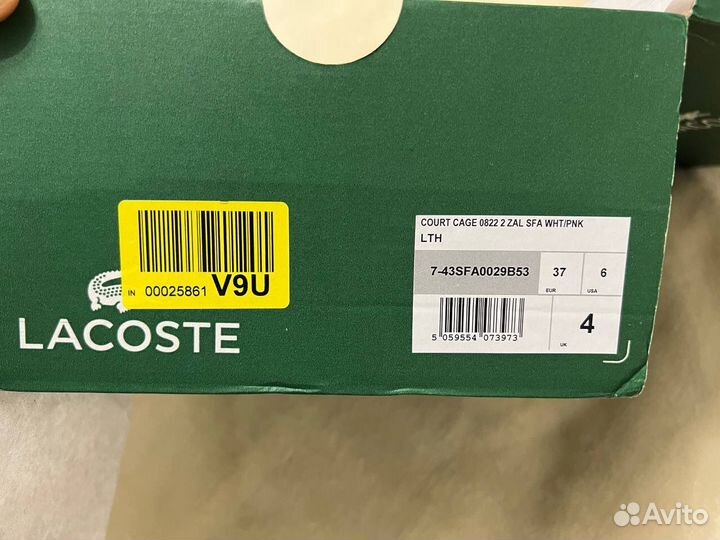 IN 00025861 V9U
LACOSTE
COURT CAGE 0822 2 ZAL SFA WHT/PNK
LTH
7-43SFA0029B53 37 6
EUR USA
5 059554 073973
4
UK
Avito